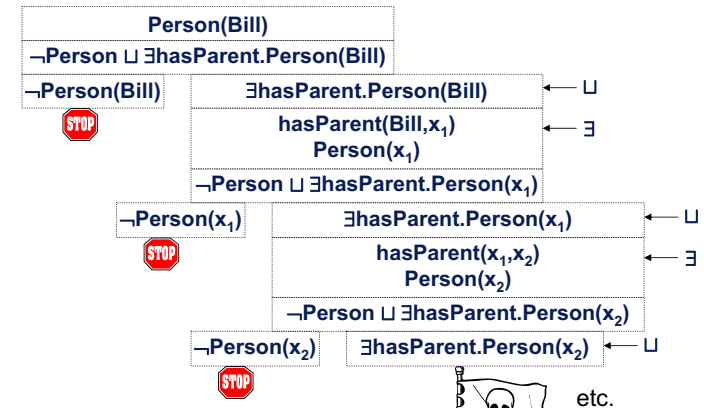 Person(Bill)
¬Person ⊔ ∃hasParent.Person(Bill)
¬Person(Bill)
∃hasParent.Person(Bill)
⊔
STOP
hasParent(Bill,x₁)
∃
Person(x₁)
¬Person ⊔ ∃hasParent.Person(x₁)
¬Person(x₁)
∃hasParent.Person(x₁)
⊔
STOP
hasParent(x₁,x₂)
∃
Person(x₂)
¬Person ⊔ ∃hasParent.Person(x₂)
¬Person(x₂)
∃hasParent.Person(x₂)
⊔
STOP
etc.